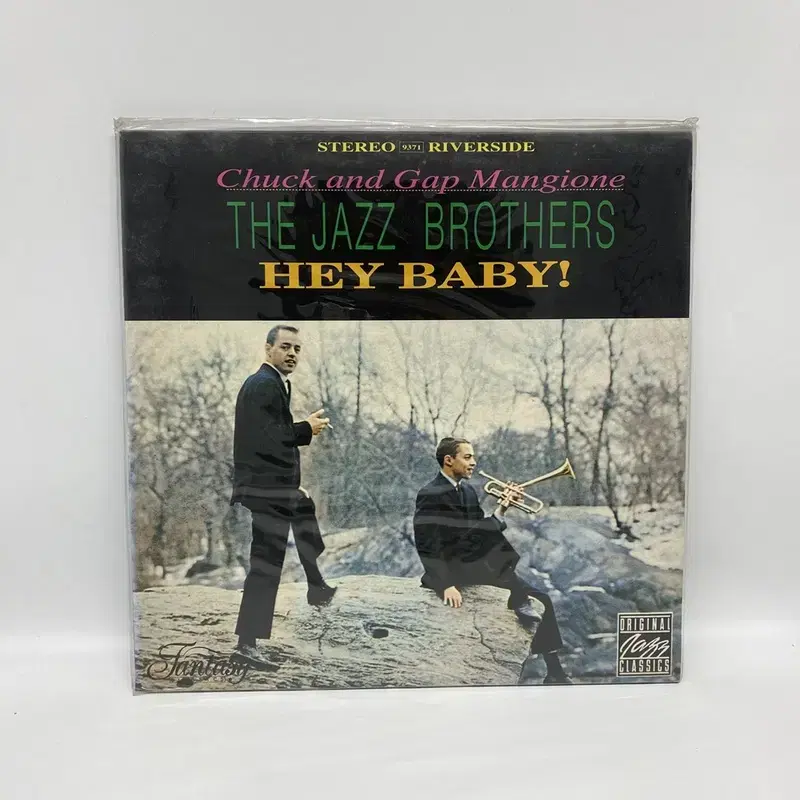 STEREO 9371 RIVERSIDE
Chuck and Gap Mangione
THE JAZZ BROTHERS
HEY BABY!
Fantasy
ORIGINAL
Jazz
CLASSICS